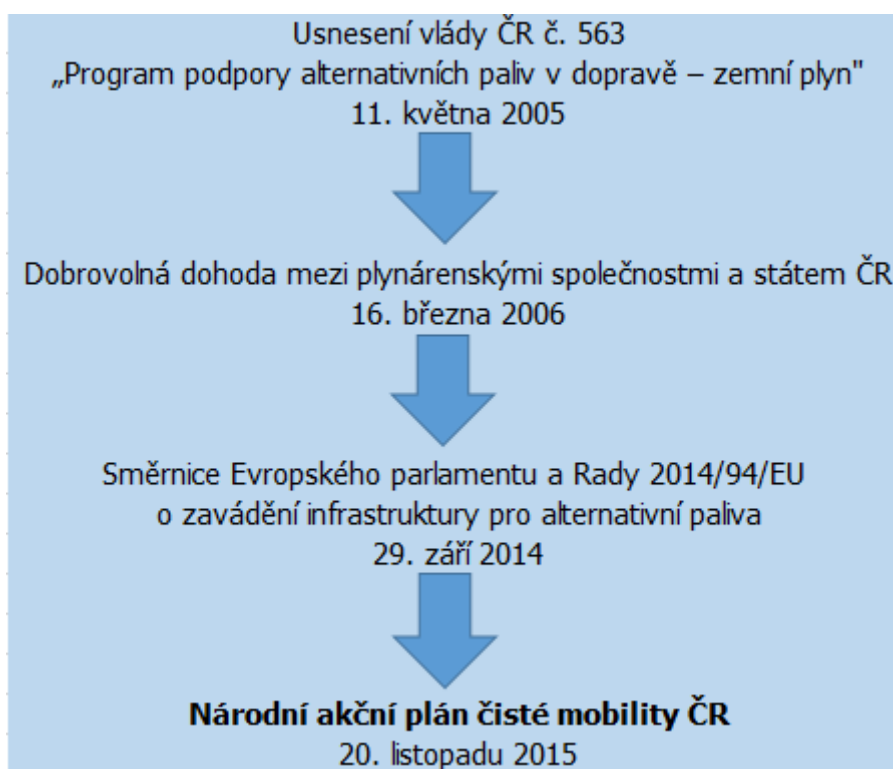 Usnesení vlády ČR č. 563
„Program podpory alternativních paliv v dopravě – zemní plyn"
11. května 2005
Dobrovolná dohoda mezi plynárenskými společnostmi a státem ČR
16. března 2006
Směrnice Evropského parlamentu a Rady 2014/94/EU
o zavádění infrastruktury pro alternativní paliva
29. září 2014
Národní akční plán čisté mobility ČR
20. listopadu 2015